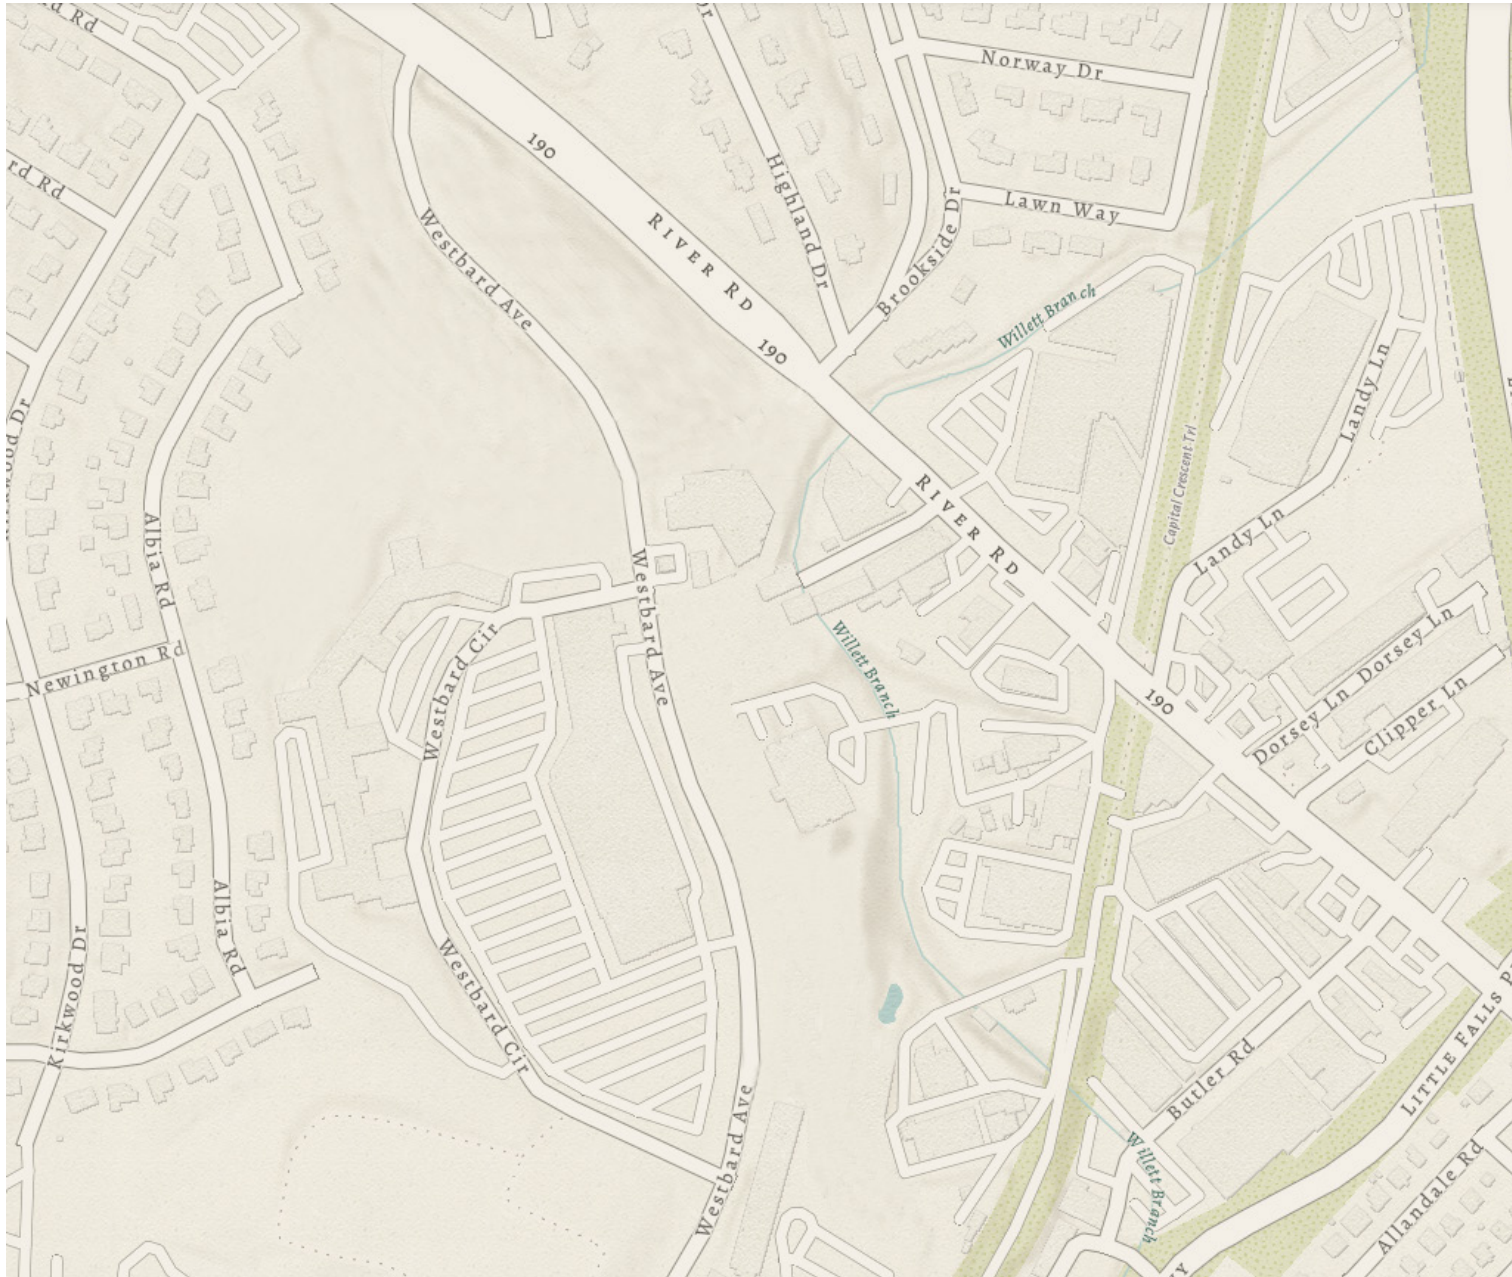 Norway Dr
190
Highland Dr
rd Rd
Lawn Way
Brookside Dr
Westbard Ave
RIVER RD
Willett Branch
190
Landy Ln
Capital Crescent Trl
RIVER RD
Albia Rd
Landy Ln
Westbard Ave
Willett Branch
Westbard Cir
Dorsey Ln
Newington Rd
190
Dorsey Ln
Clipper Ln
Albia Rd
Kirkwood Dr
Westbard Cir
Butler Rd
LITTLE FALLS
Westbard Ave
Willett Branch
Allandale Rd